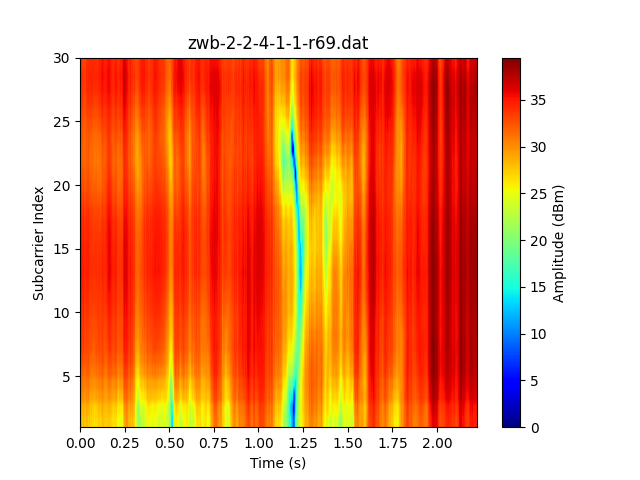 zwb-2-2-4-1-1-r69.dat
30
25
20
15
10
5
Subcarrier Index
0.00 0.25 0.50 0.75 1.00 1.25 1.50 1.75 2.00
Time (s)
35
30
25
20
15
10
5
0
Amplitude (dBm)